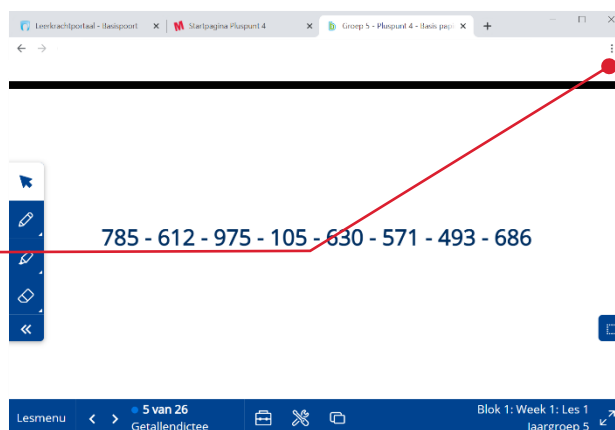 Leerkrachtportaal - Basispoort
Startpagina Pluspunt 4
Groep 5 - Pluspunt 4 - Basis papi
785 - 612 - 975 - 105 - 630 - 571 - 493 - 686
Lesmenu
5 van 26
Getallendictee
Blok 1: Week 1: Les 1
Jaargroep 5